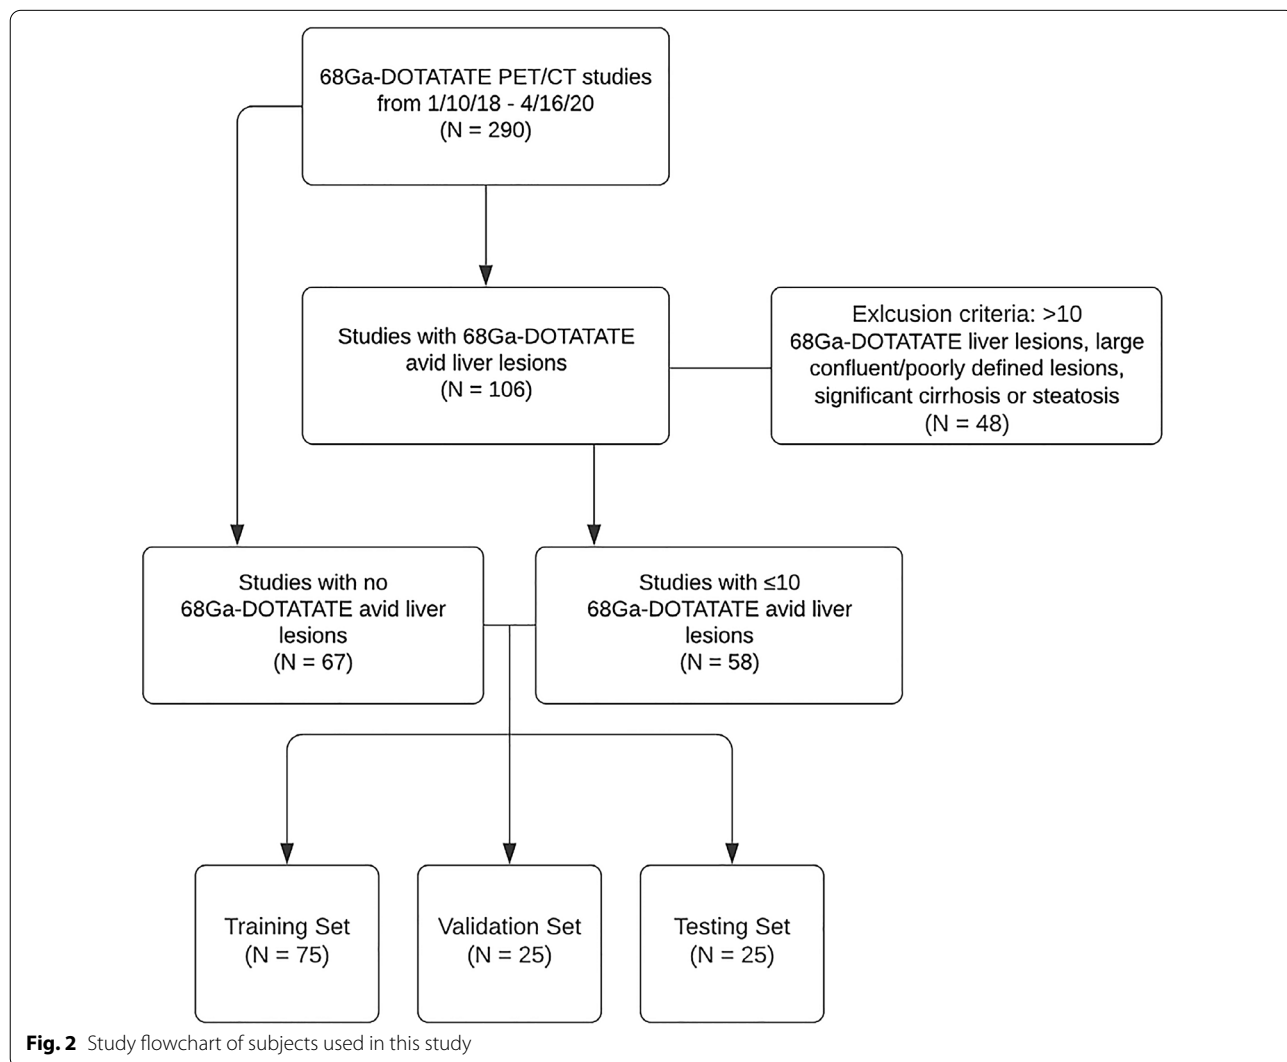 68Ga-DOTATATE PET/CT studies
from 1/10/18 - 4/16/20
(N = 290)
Studies with 68Ga-DOTATATE
avid liver lesions
(N = 106)
Exlcusion criteria: >10
68Ga-DOTATATE liver lesions, large
confluent/poorly defined lesions,
significant cirrhosis or steatosis
(N = 48)
Studies with no
68Ga-DOTATATE avid liver
lesions
(N = 67)
Studies with ≤10
68Ga-DOTATATE avid liver
lesions
(N = 58)
Training Set
(N = 75)
Validation Set
(N = 25)
Testing Set
(N = 25)
Fig. 2 Study flowchart of subjects used in this study